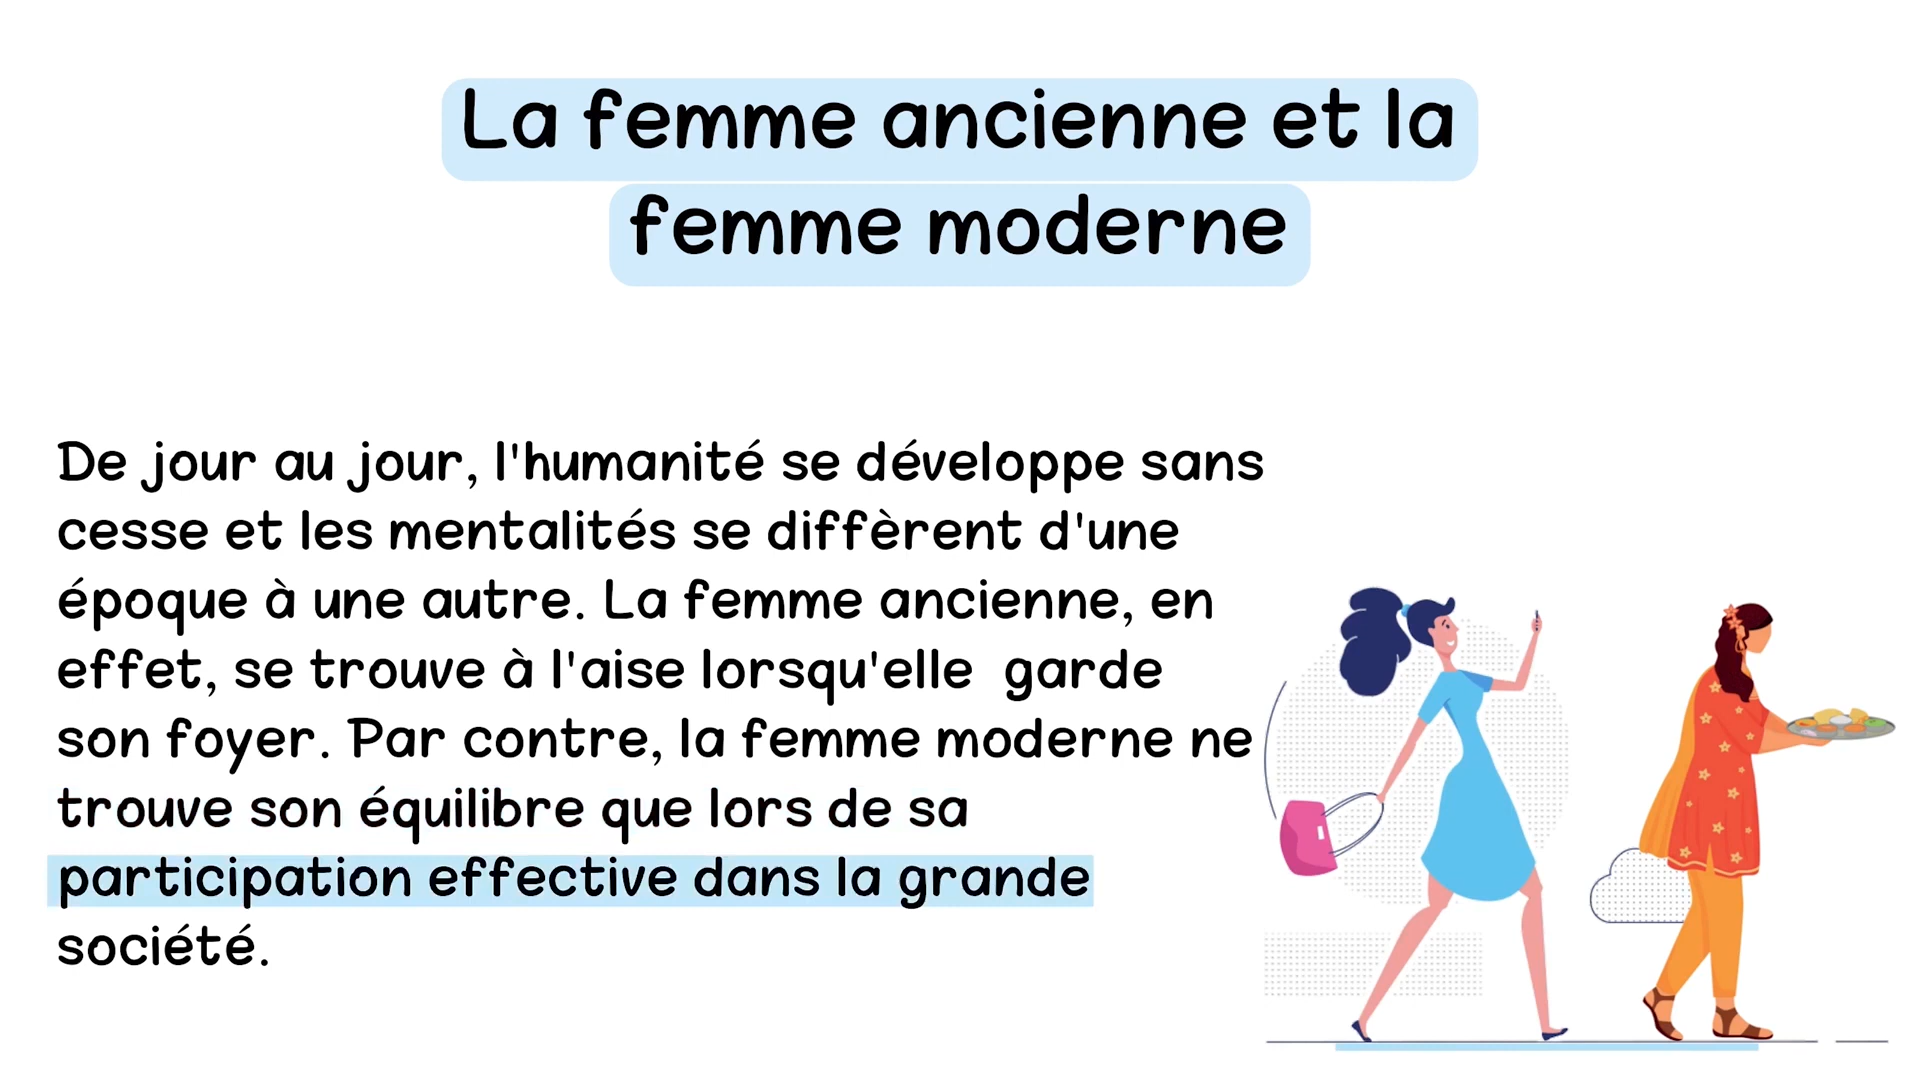 La femme ancienne et la
femme moderne
De jour au jour, l'humanité se développe sans
cesse et les mentalités se diffèrent d'une
époque à une autre. La femme ancienne, en
effet, se trouve à l'aise lorsqu'elle  garde
son foyer. Par contre, la femme moderne ne
trouve son équilibre que lors de sa
participation effective dans la grande
société.